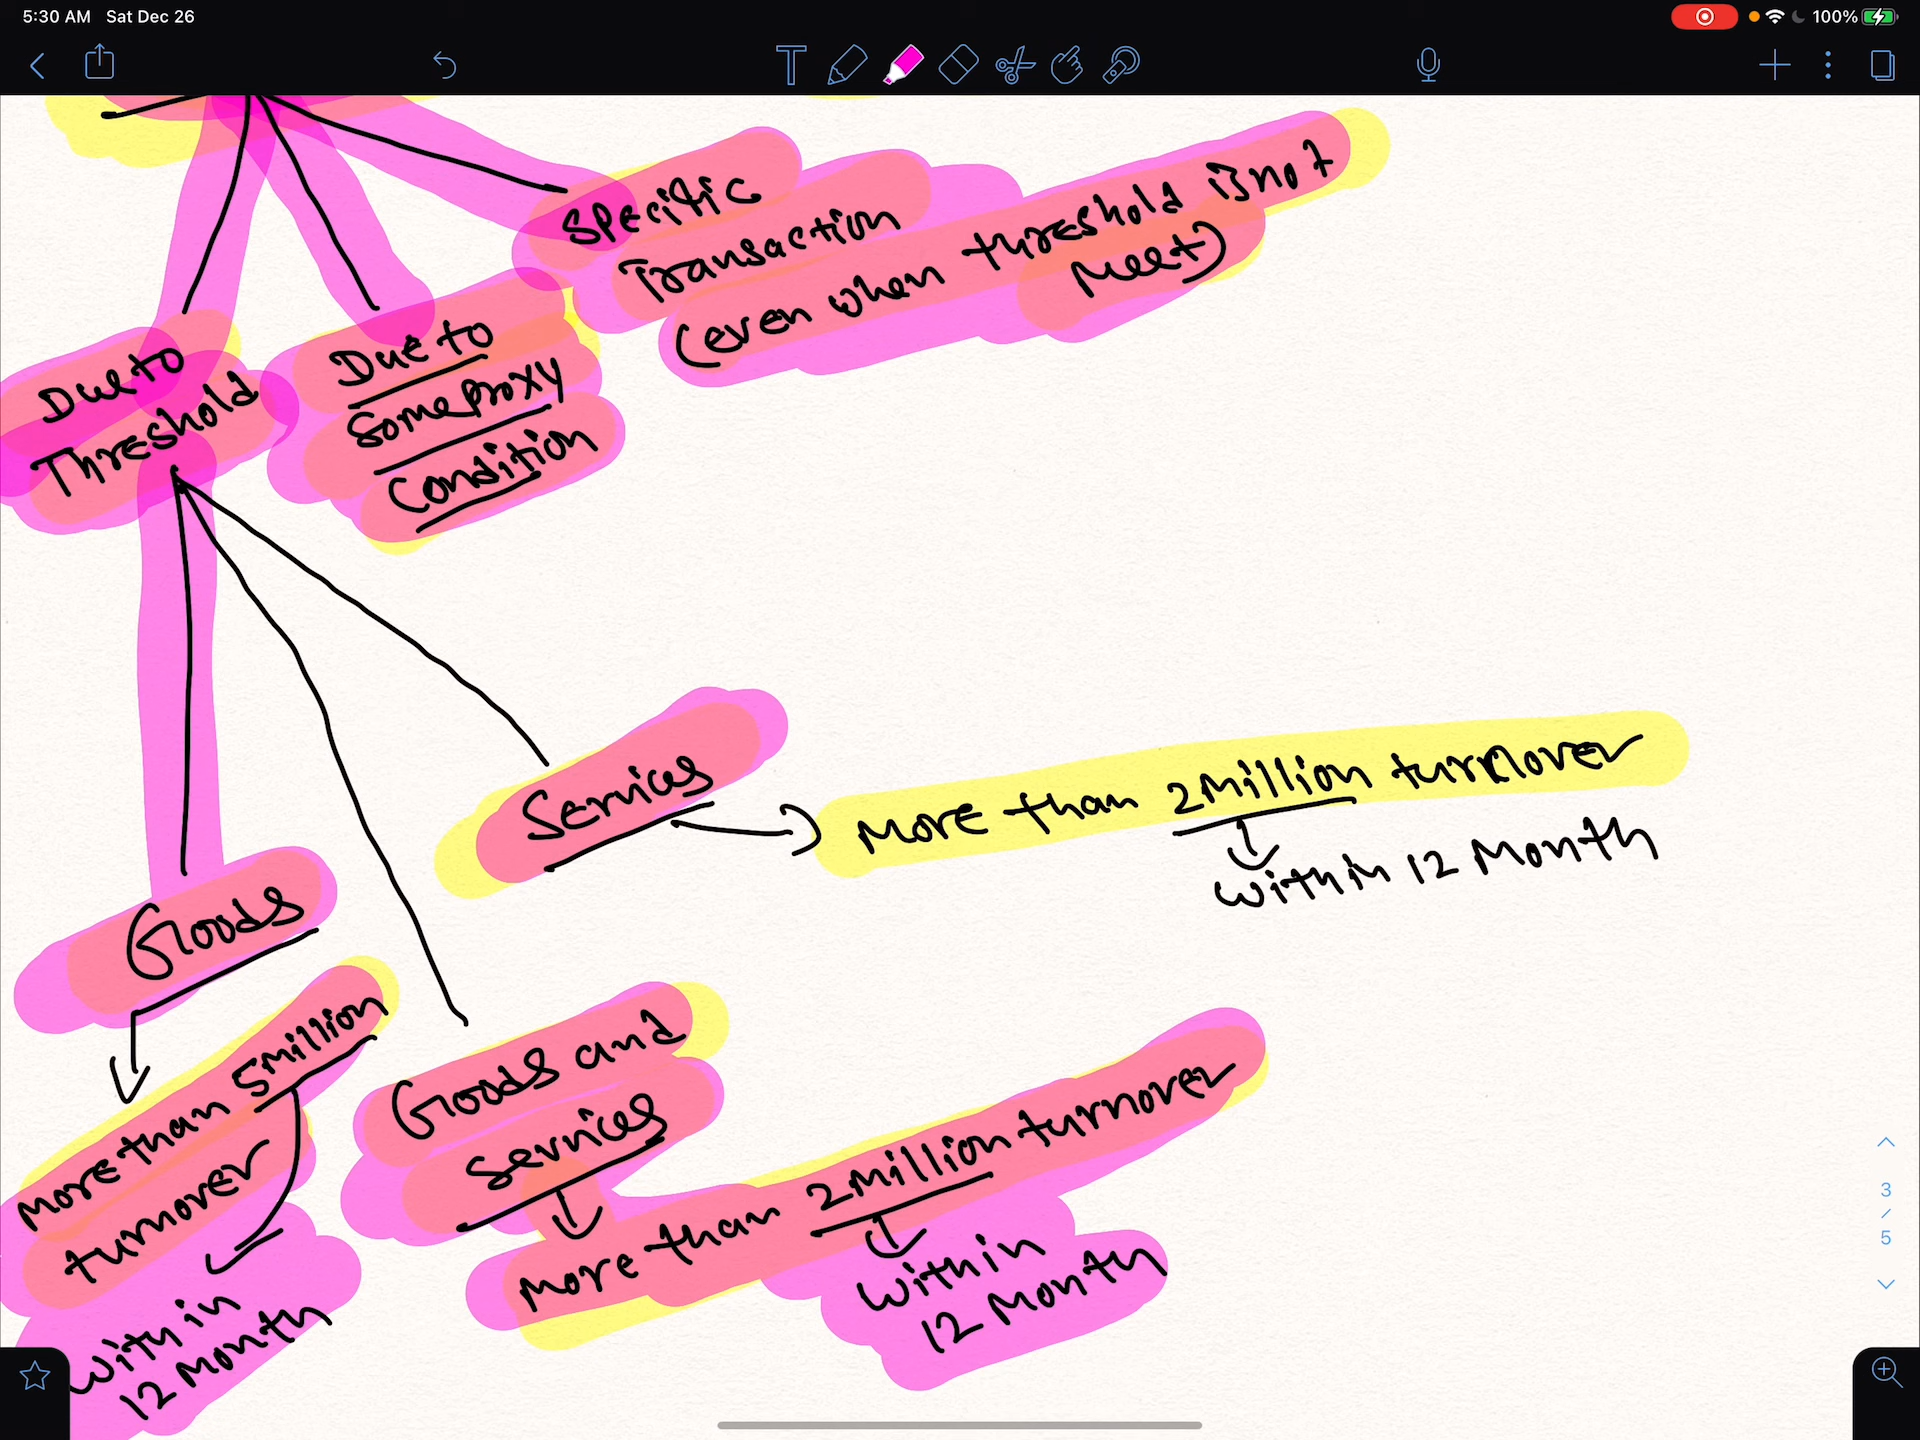 5:30 AM Sat Dec 26
100%
Specific
Transaction
(even when threshold is not
meet)
Due to
Threshold
Due to
Some proxy
Condition
Services
More than 2 Million turnover
within 12 Month
Goods
More than 5 Million
turnover
with in
12 Month
Goods and
Services
More than 2 Million turnover
within
12 Month
3
/
5